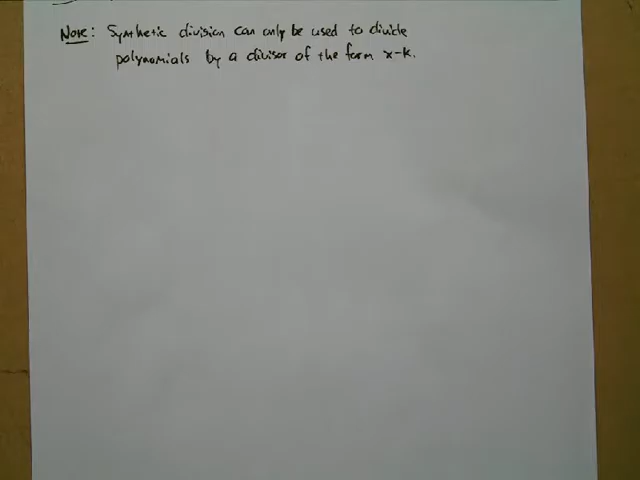 Note: Synthetic division can only be used to divide
polynomials by a divisor of the form x-k.